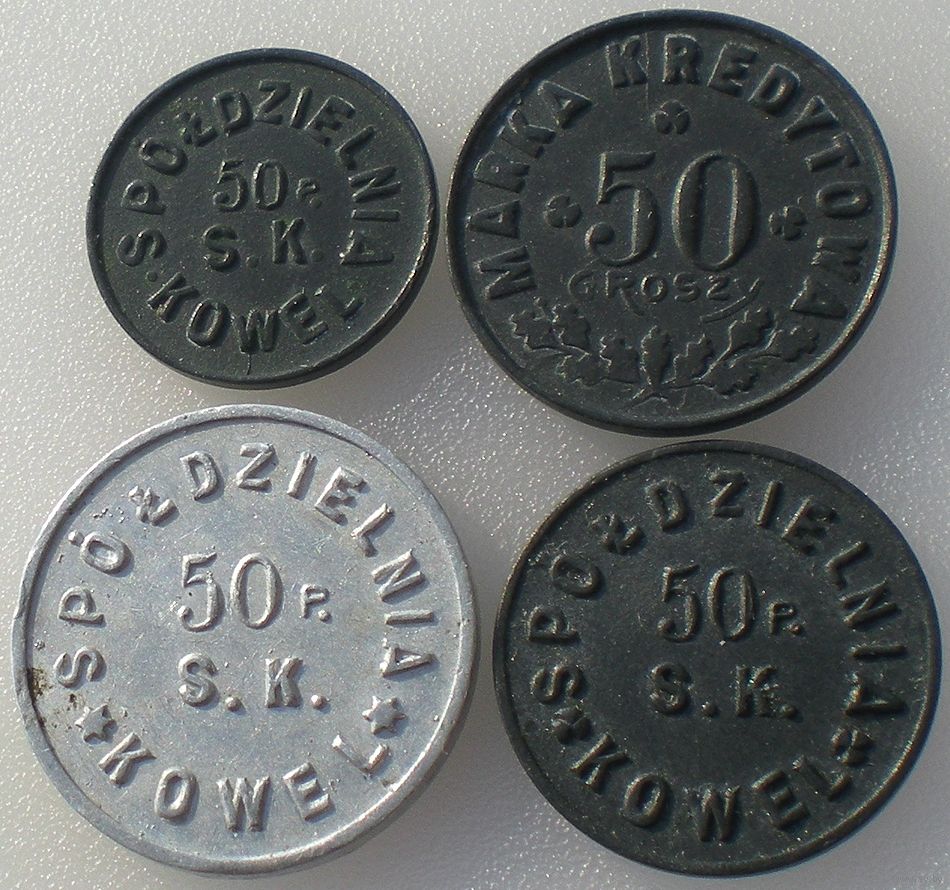 SPÓŁDZIELNIA
50 P.
S.K.
S. KOWEL
MARKA KREDYTOWA
50
GROSZY
SPÓŁDZIELNIA
50 P.
S.K.
KOWEL
SPÓŁDZIELNIA
50 P.
S.K.
KOWEL